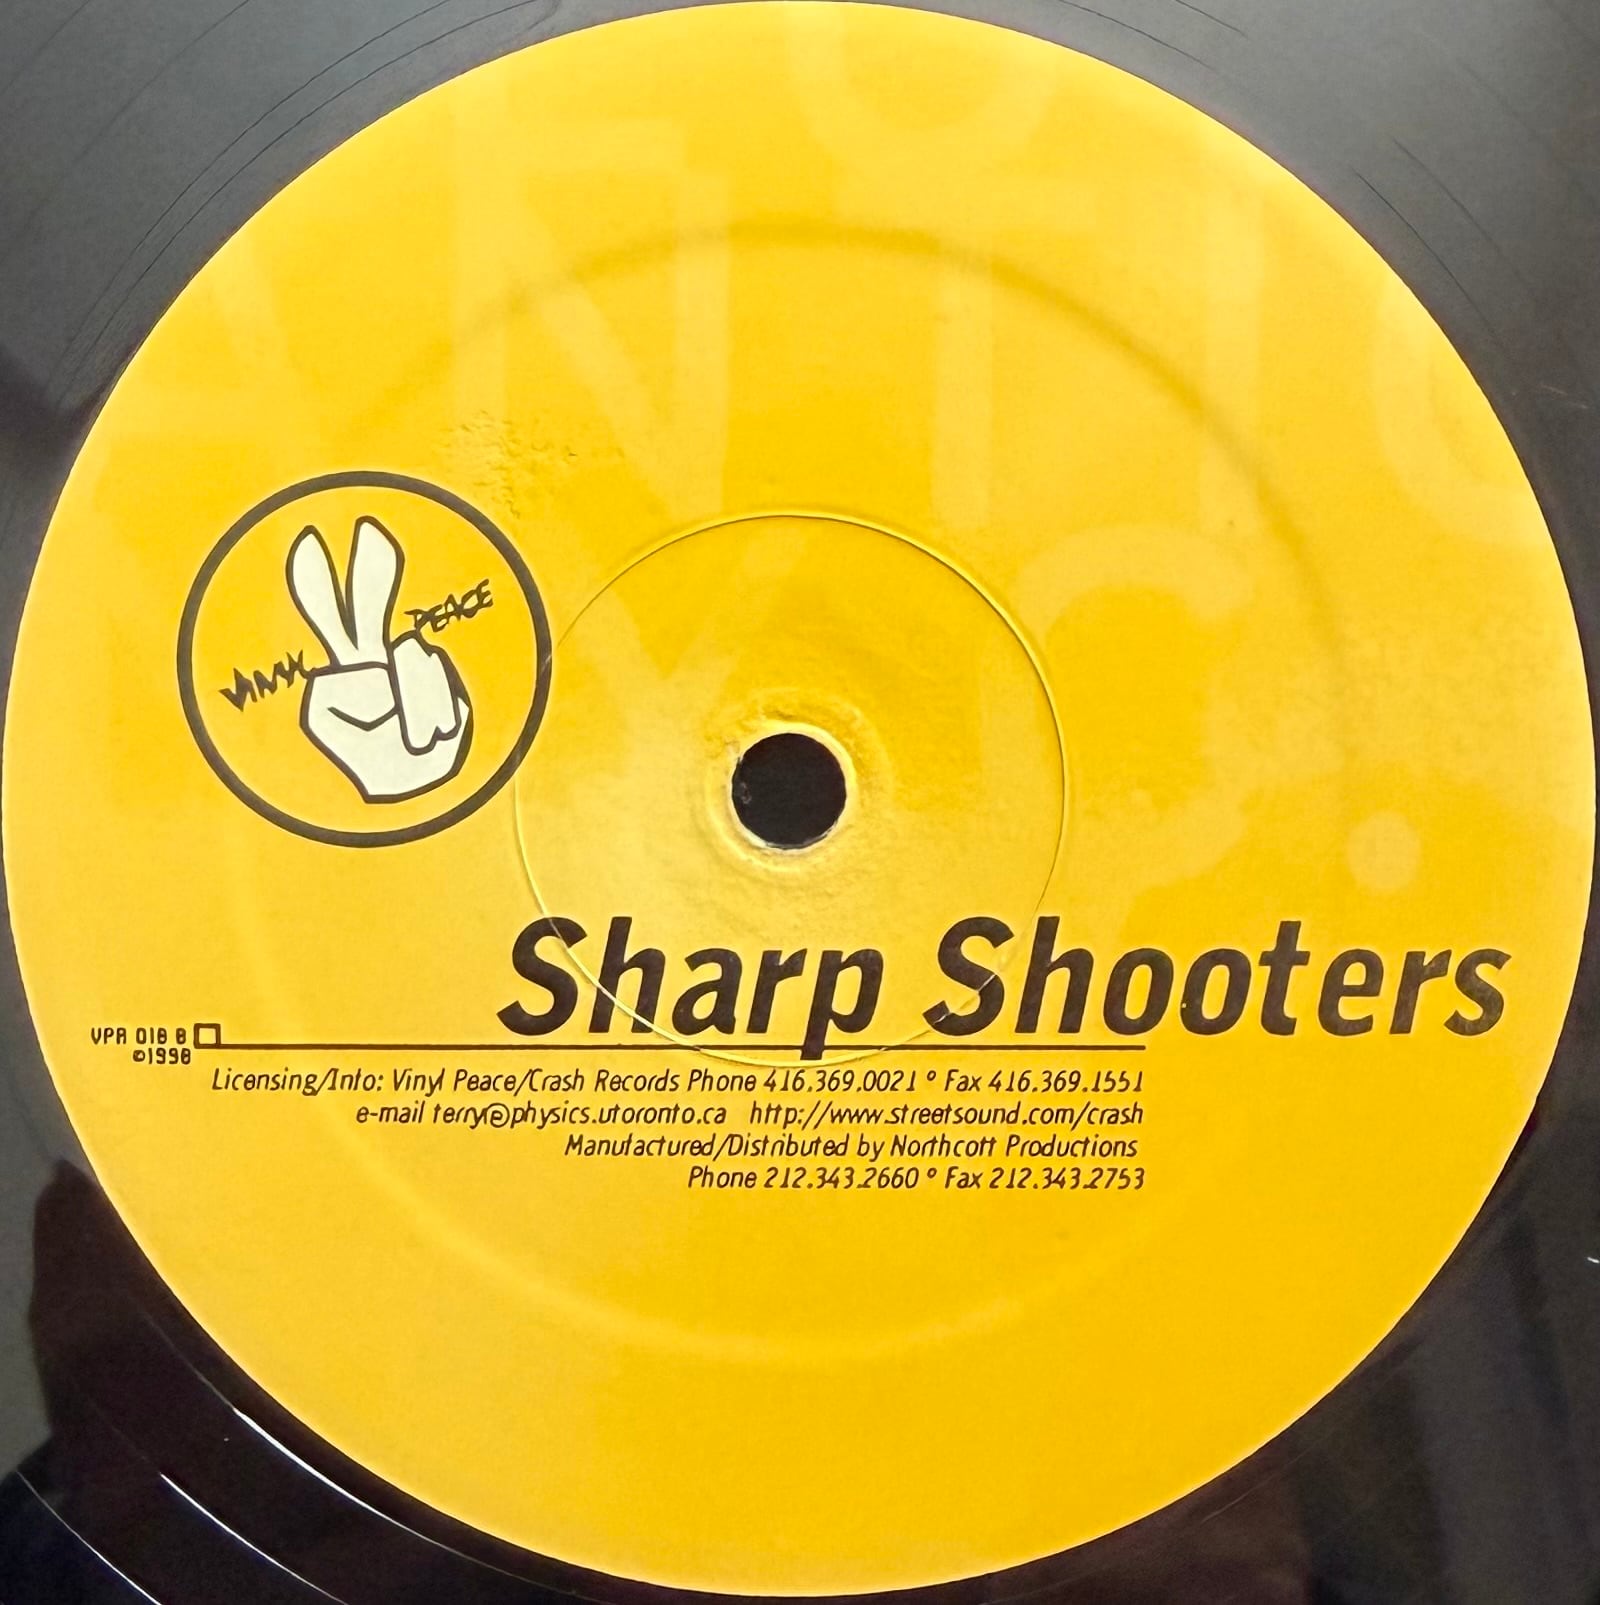 VINYL PEACE
Sharp Shooters
VPR 018 B
©1998
Licensing/Info: Vinyl Peace/Crash Records Phone 416.369.0021 º Fax 416.369.1551
e-mail terry@physics.utoronto.ca http://www.streetsound.com/crash
Manufactured/Distributed by Northcott Productions
Phone 212.343.2660 º Fax 212.343.2753